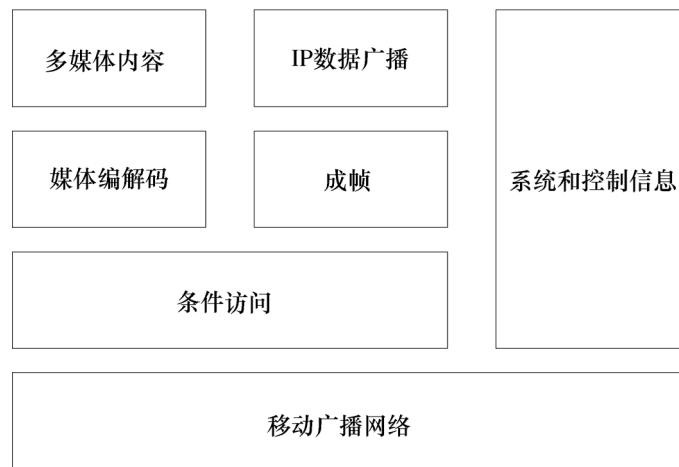 多媒体内容
IP数据广播
媒体编解码
成帧
系统和控制信息
条件访问
移动广播网络